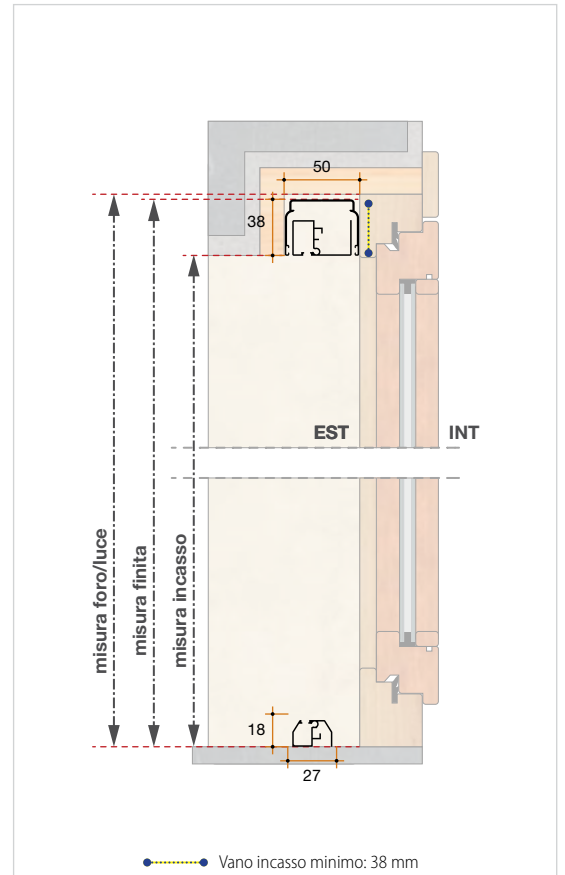 50
38
EST
INT
misura foro/luce
misura finita
misura incasso
18
27
Vano incasso minimo: 38 mm